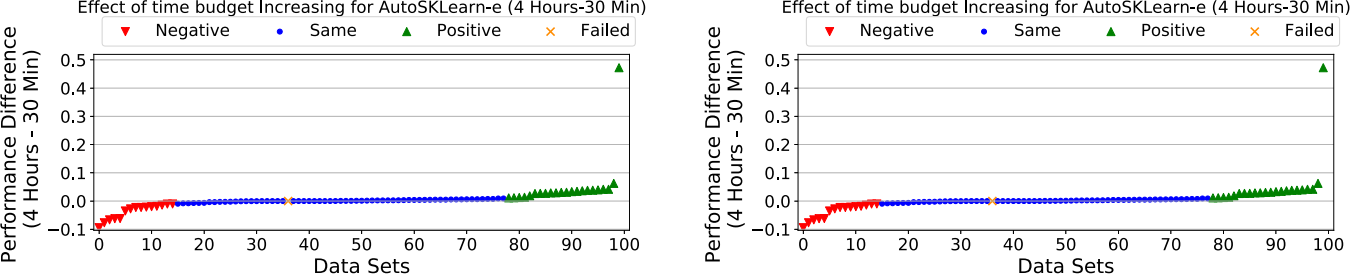 Effect of time budget Increasing for AutoSKLearn-e (4 Hours-30 Min)
Negative Same Positive Failed
Performance Difference
(4 Hours - 30 Min)
0.5
0.4
0.3
0.2
0.1
0.0
−0.1
0 10 20 30 40 50 60 70 80 90 100
Data Sets
Effect of time budget Increasing for AutoSKLearn-e (4 Hours-30 Min)
Negative Same Positive Failed
Performance Difference
(4 Hours - 30 Min)
0.5
0.4
0.3
0.2
0.1
0.0
−0.1
0 10 20 30 40 50 60 70 80 90 100
Data Sets